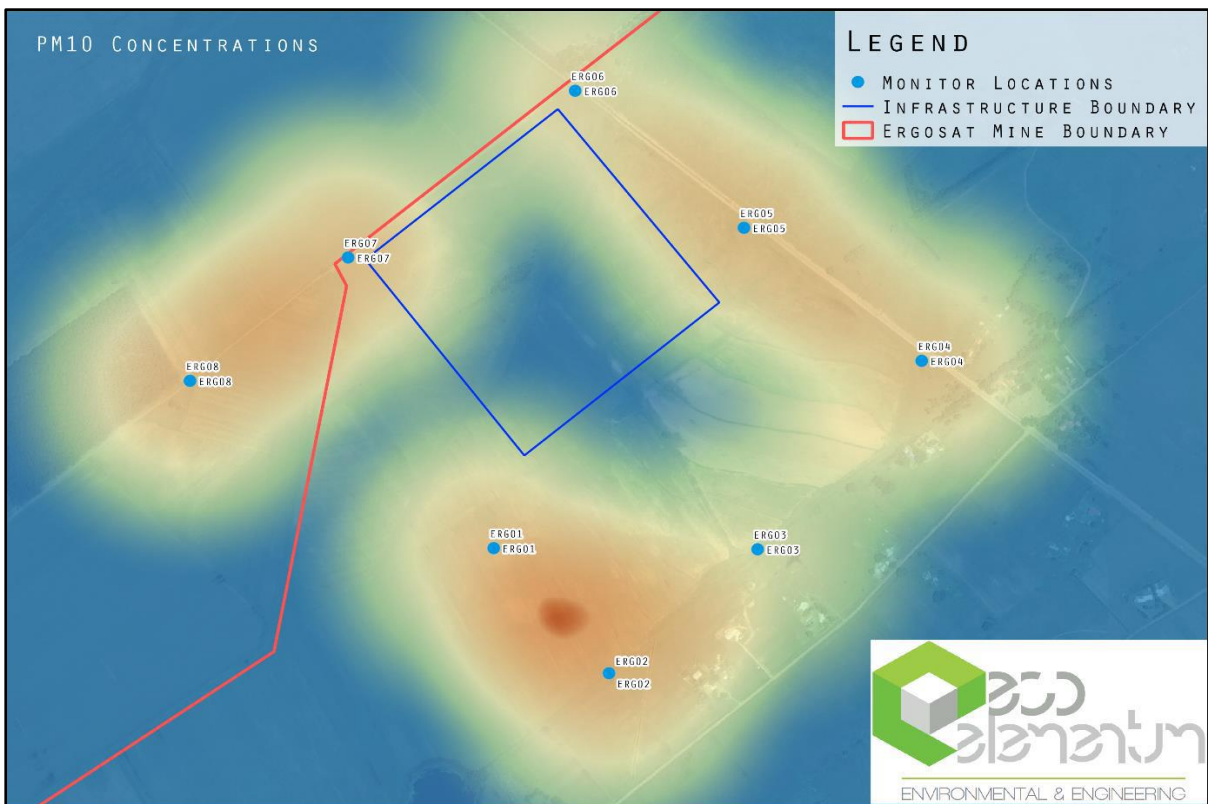 PM10 CONCENTRATIONS
LEGEND
MONITOR LOCATIONS
INFRASTRUCTURE BOUNDARY
ERGOSAT MINE BOUNDARY
ERG06
ERG06
ERG05
ERG05
ERG07
ERG07
ERG04
ERG04
ERG08
ERG08
ERG01
ERG01
ERG03
ERG03
ERG02
ERG02
eco
elementum
ENVIRONMENTAL & ENGINEERING